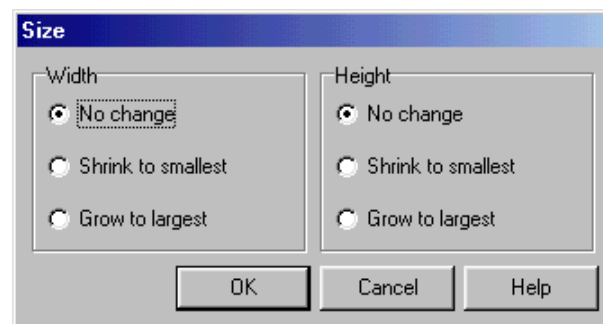 Size
Width
No change
Shrink to smallest
Grow to largest
Height
No change
Shrink to smallest
Grow to largest
OK
Cancel
Help